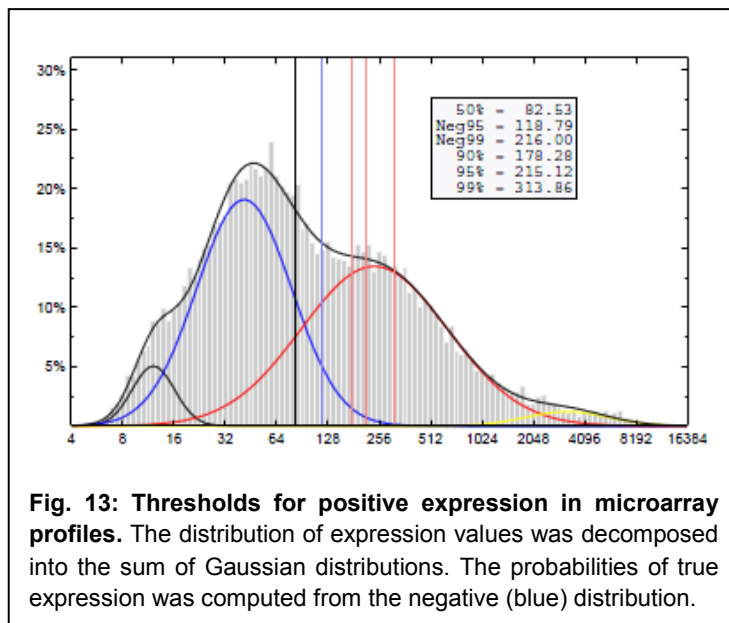 30%
25%
20%
15%
10%
5%
50% - 82.53
Neg95 - 118.79
Neg99 - 216.00
90% - 178.28
95% - 215.12
99% - 313.86
4 8 16 32 64 128 256 512 1024 2048 4096 8192 16384
Fig. 13: Thresholds for positive expression in microarray
profiles. The distribution of expression values was decomposed
into the sum of Gaussian distributions. The probabilities of true
expression was computed from the negative (blue) distribution.